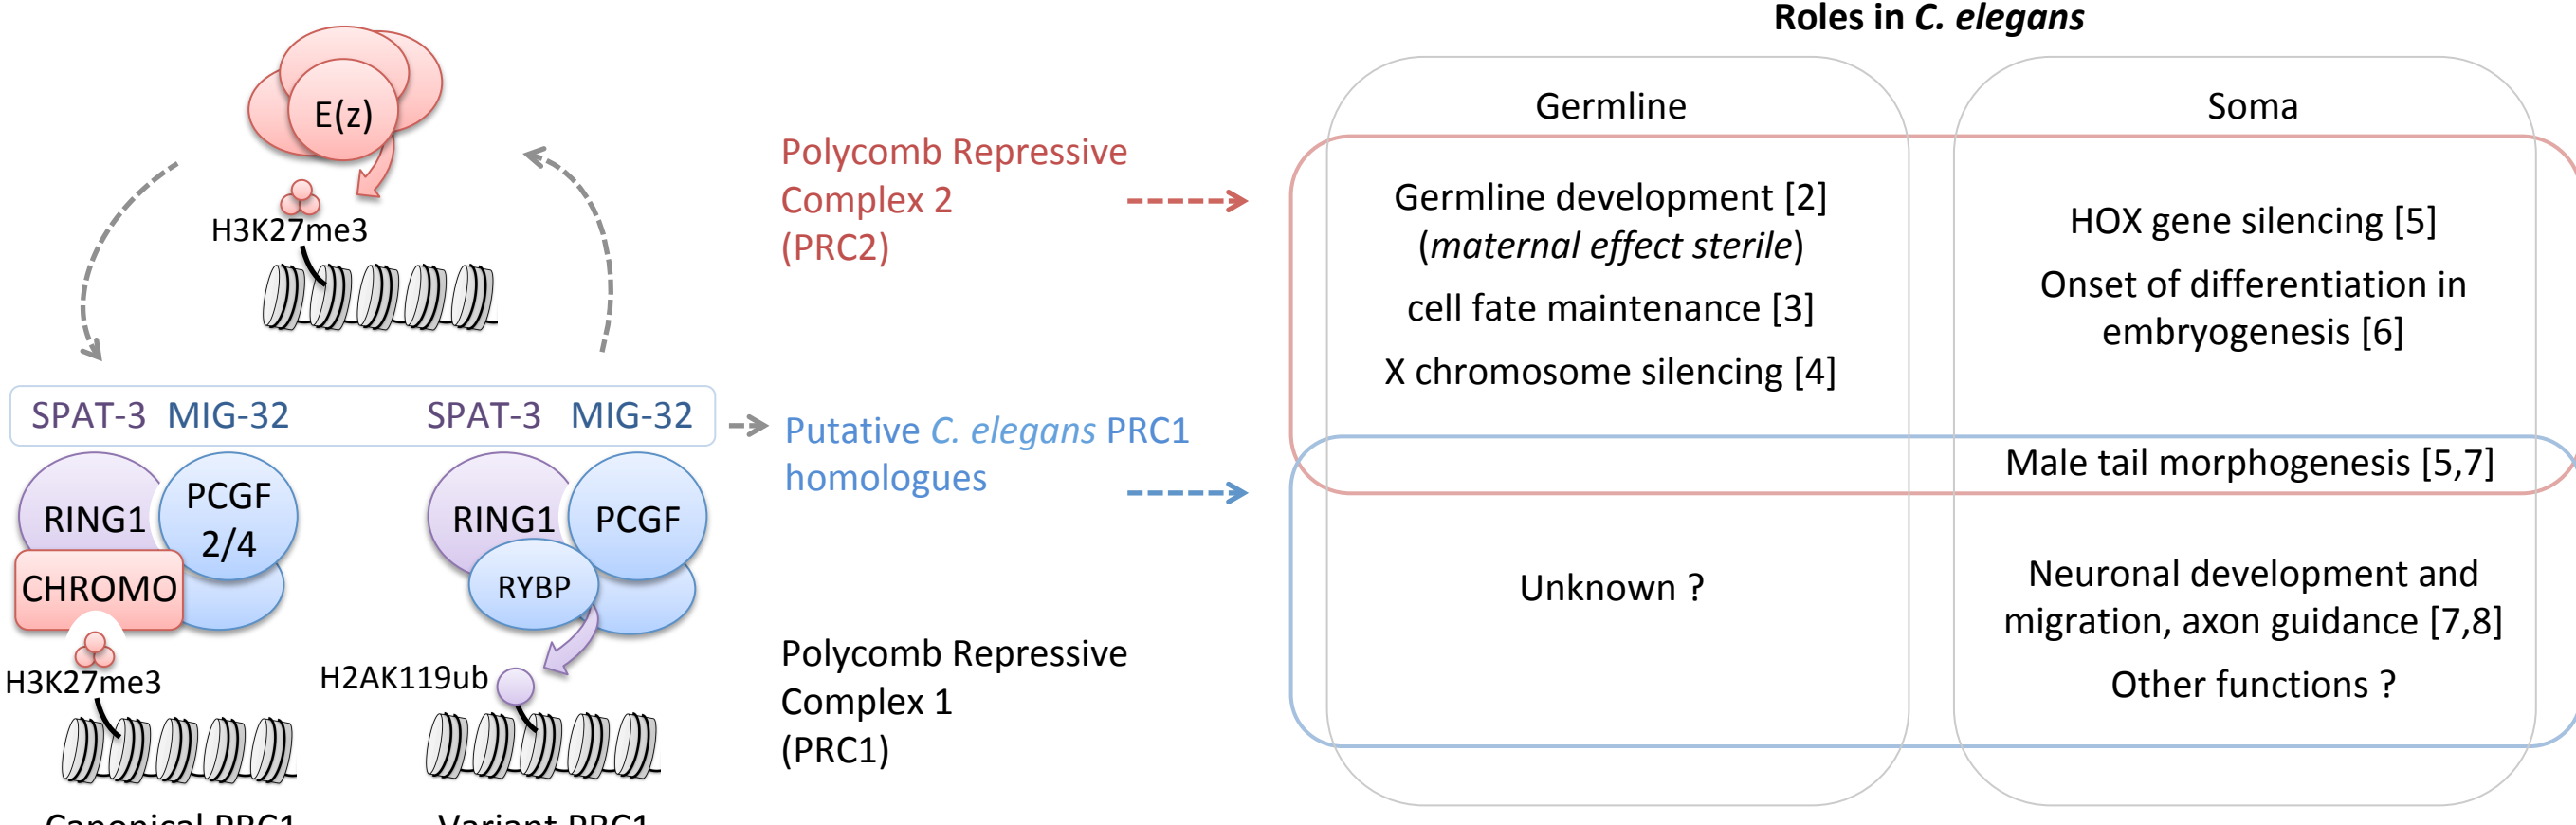 Roles in C. elegans
E(z)
H3K27me3
Polycomb Repressive
Complex 2
(PRC2)
Germline
Germline development [2]
(maternal effect sterile)
cell fate maintenance [3]
X chromosome silencing [4]
Soma
HOX gene silencing [5]
Onset of differentiation in
embryogenesis [6]
SPAT-3 MIG-32
SPAT-3 MIG-32
Putative C. elegans PRC1
homologues
Male tail morphogenesis [5,7]
RING1
PCGF
2/4
CHROMO
H3K27me3
RING1
PCGF
RYBP
H2AK119ub
Polycomb Repressive
Complex 1
(PRC1)
Unknown ?
Neuronal development and
migration, axon guidance [7,8]
Other functions ?
Canonical PRC1
Variant PRC1